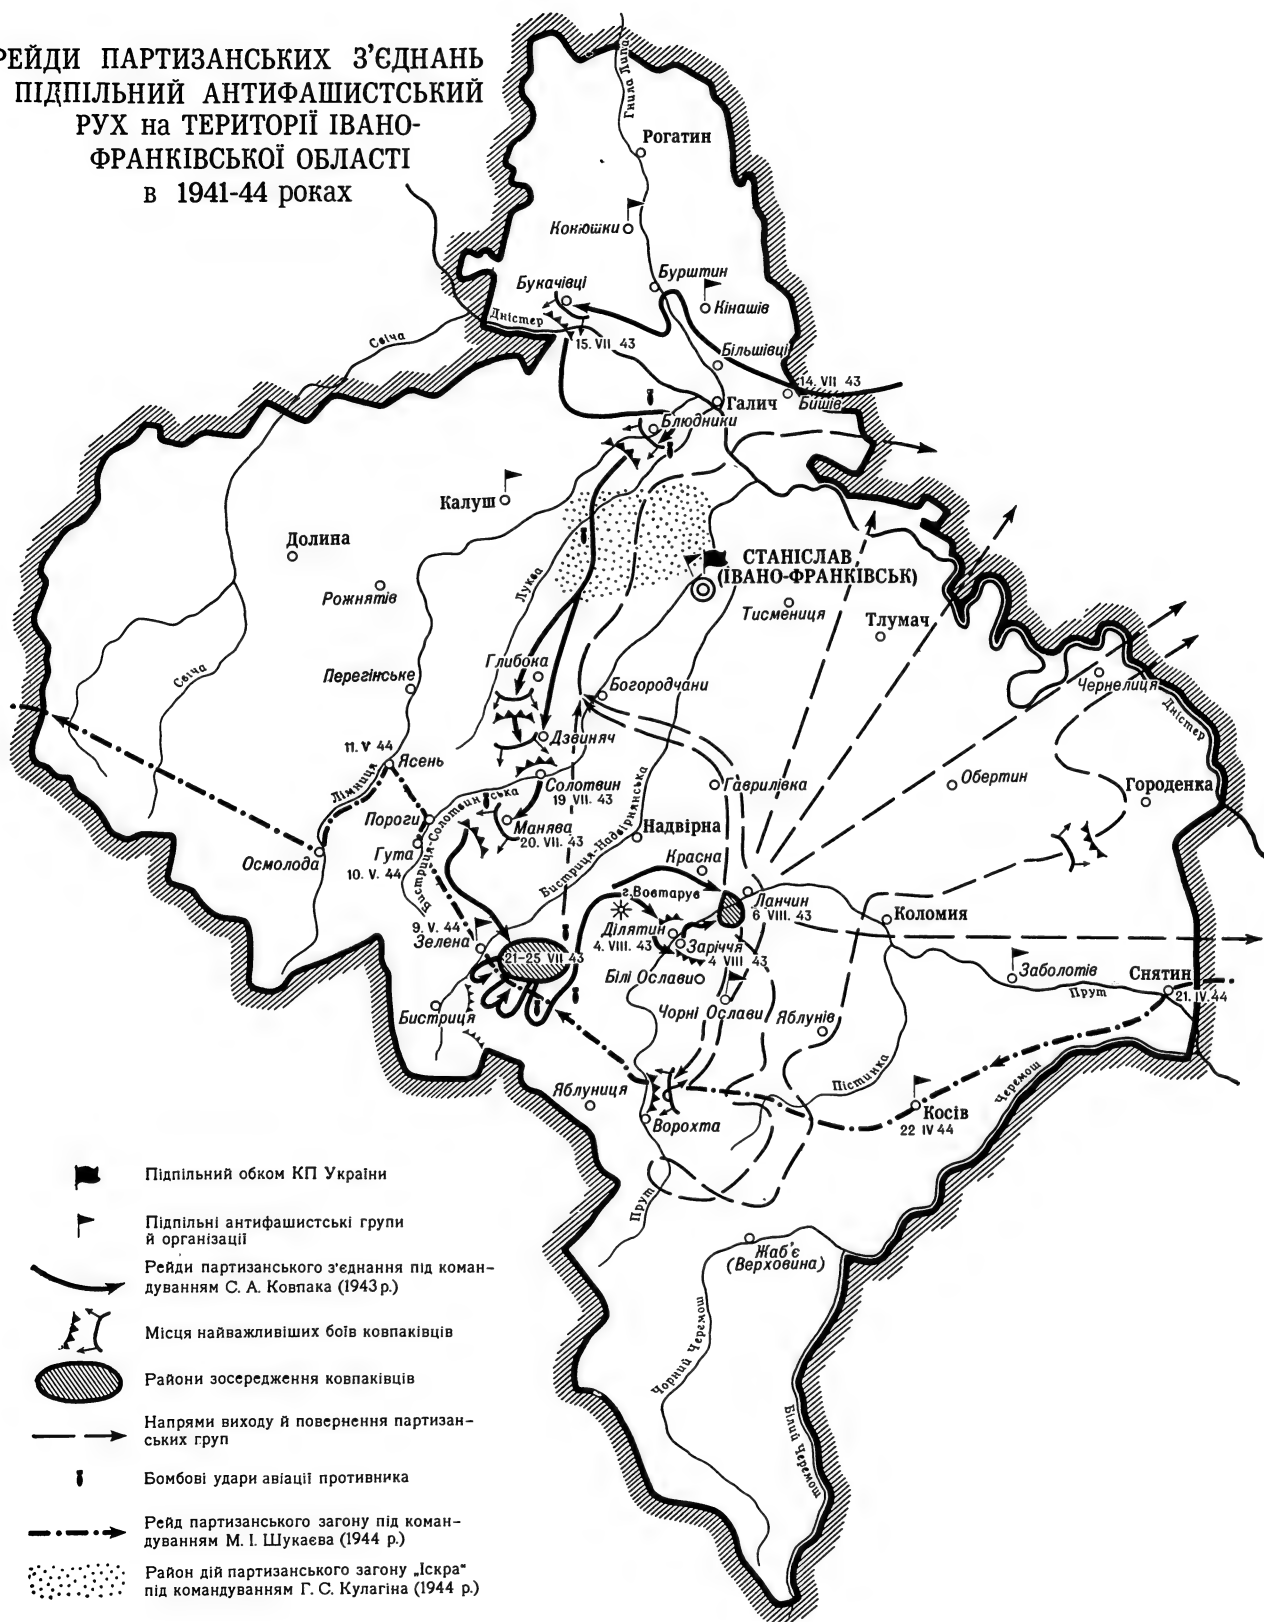 РЕЙДИ ПАРТИЗАНСЬКИХ З'ЄДНАНЬ
ПІДПІЛЬНИЙ АНТИФАШИСТСЬКИЙ
РУХ на ТЕРИТОРІЇ ІВАНО-
ФРАНКІВСЬКОЇ ОБЛАСТІ
в 1941-44 роках
Гнила Липа
Рогатин
Кокюшки
Бурштин
Букачівці
Кінашів
Дністер
Свіча
15. VII. 43
Більшівці
14. VII 43
Галич
Бишів
Блюдники
Калуш
Долина
СТАНІСЛАВ
(ІВАНО-ФРАНКІВСЬК)
Рожнятів
Луква
Тисмениця
Тлумач
Свіча
Перегінське
Глибока
Богородчани
Чернелиця
Дністер
Дзвиняч
11. V 44
Ясень
Лімниця
Солотвин
19 VII. 43
Гаврилівка
Обертин
Городенка
Пороги
Бистриця-Солотвинська
Манява
20. VII. 43
Надвірна
Бистриця-Надвірнянська
Осмолода
Гута
10. V. 44
Красна
г. Вовтарув
Ланчин
6 VIII. 43
Коломия
9. V. 44
Зелена
Ділятин
4. VIII. 43
Заріччя
4 VIII 43
21-25 VII 43
Білі Ослави
Заболотів
Снятин
21. IV. 44
Прут
Бистриця
Чорні Ослави
Яблунів
Пістинка
Черемош
Яблуниця
Косів
22 IV 44
Ворохта
Прут
Жаб'є
(Верховина)
Чорний Черемош
Білий Черемош
Підпільний обком КП України
Підпільні антифашистські групи
й організації
Рейди партизанського з'єднання під коман-
дуванням С. А. Ковпака (1943 р.)
Місця найважливіших боїв ковпаківців
Райони зосередження ковпаківців
Напрями виходу й повернення партизан-
ських груп
Бомбові удари авіації противника
Рейд партизанського загону під коман-
дуванням М. І. Шукаєва (1944 р.)
Район дій партизанського загону „Іскра“
під командуванням Г. С. Кулагіна (1944 р.)